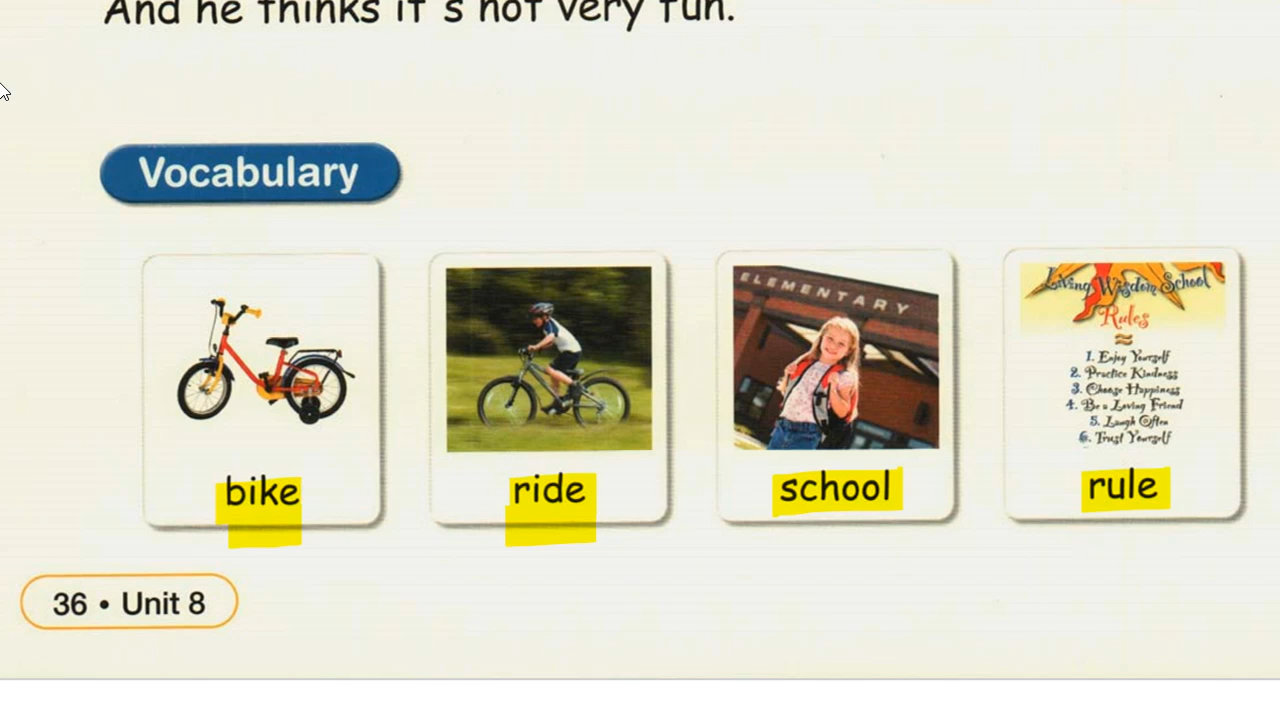 And he thinks it's not very fun.
Vocabulary
ELEMENTARY
Living Wisdom School
Rules
1. Enjoy Yourself
2. Practice Kindness
3. Choose Happiness
4. Be a Loving Friend
5. Laugh Often
6. Trust Yourself
bike
ride
school
rule
36 • Unit 8